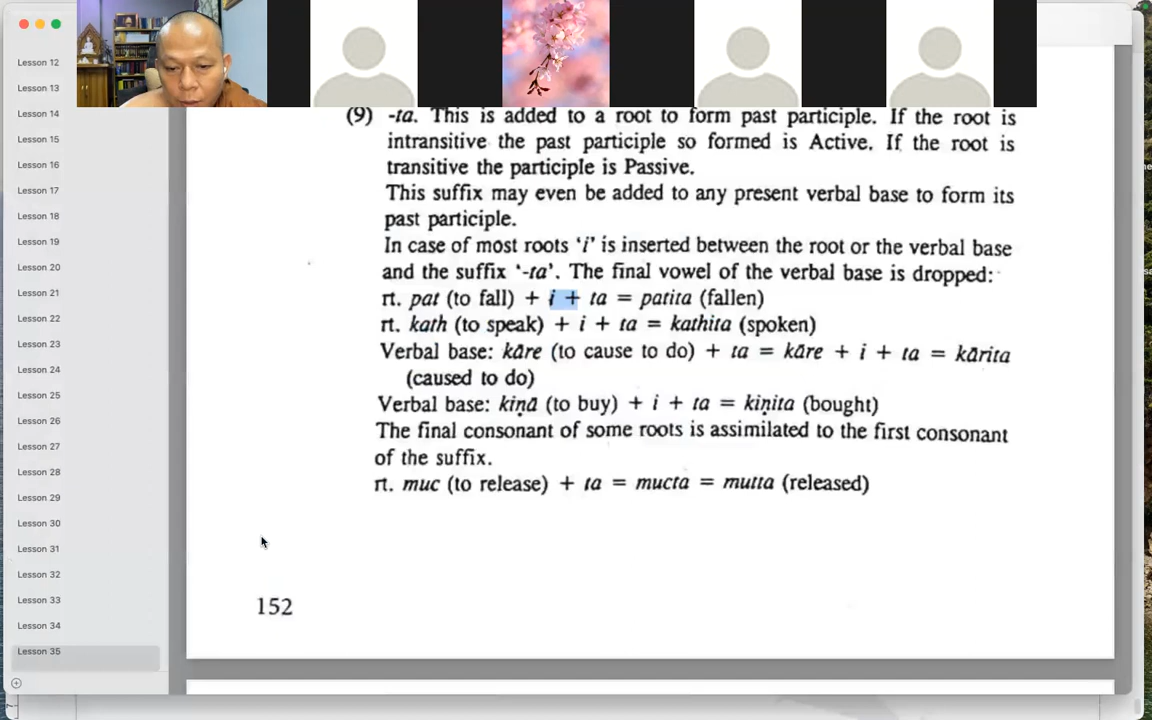 Lesson 12
Lesson 13
Lesson 14
Lesson 15
Lesson 16
Lesson 17
Lesson 18
Lesson 19
Lesson 20
Lesson 21
Lesson 22
Lesson 23
Lesson 24
Lesson 25
Lesson 26
Lesson 27
Lesson 28
Lesson 29
Lesson 30
Lesson 31
Lesson 32
Lesson 33
Lesson 34
Lesson 35
(9) -ta. This is added to a root to form past participle. If the root is
intransitive the past participle so formed is Active. If the root is
transitive the participle is Passive.
This suffix may even be added to any present verbal base to form its
past participle.
In case of most roots ‘i’ is inserted between the root or the verbal base
and the suffix ‘-ta’. The final vowel of the verbal base is dropped:
rt. pat (to fall) + i + ta = patita (fallen)
rt. kath (to speak) + i + ta = kathita (spoken)
Verbal base: kāre (to cause to do) + ta = kāre + i + ta = kārita
(caused to do)
Verbal base: kiṇā (to buy) + i + ta = kiṇita (bought)
The final consonant of some roots is assimilated to the first consonant
of the suffix.
rt. muc (to release) + ta = mucta = mutta (released)
152